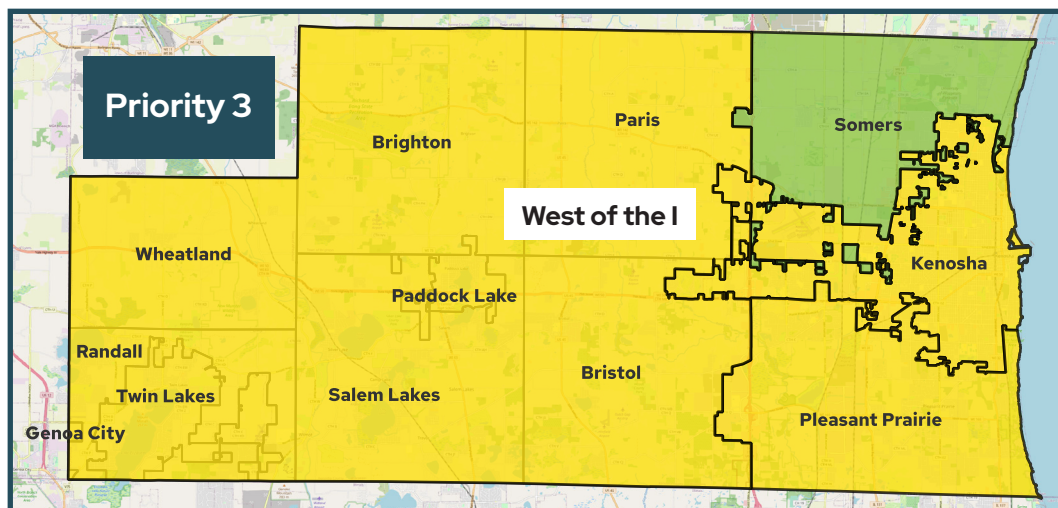 Priority 3
Paris
Somers
Brighton
West of the I
Wheatland
Kenosha
Paddock Lake
Randall
Bristol
Twin Lakes
Salem Lakes
Pleasant Prairie
Genoa City